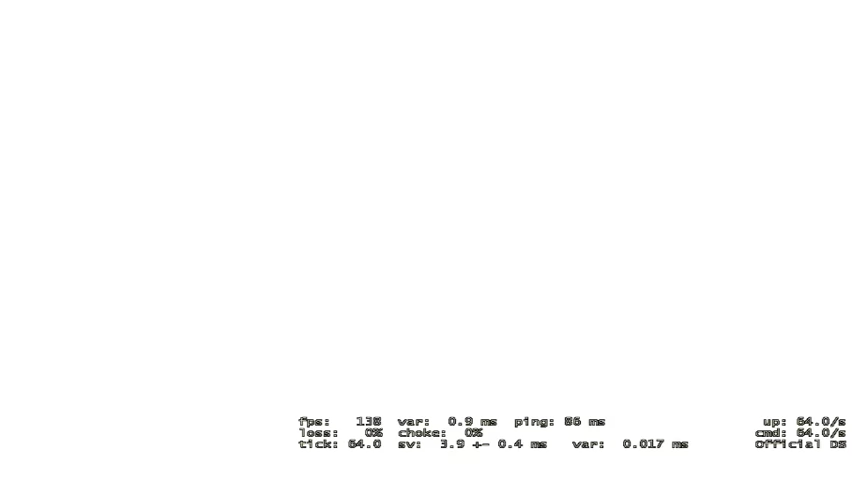 fps: 138 var: 0.9 ms ping: 86 ms up: 64.0/s
loss: 0% choke: 0% cmd: 64.0/s
tick: 64.0 sv: 3.9 +- 0.4 ms var: 0.017 ms Official DS